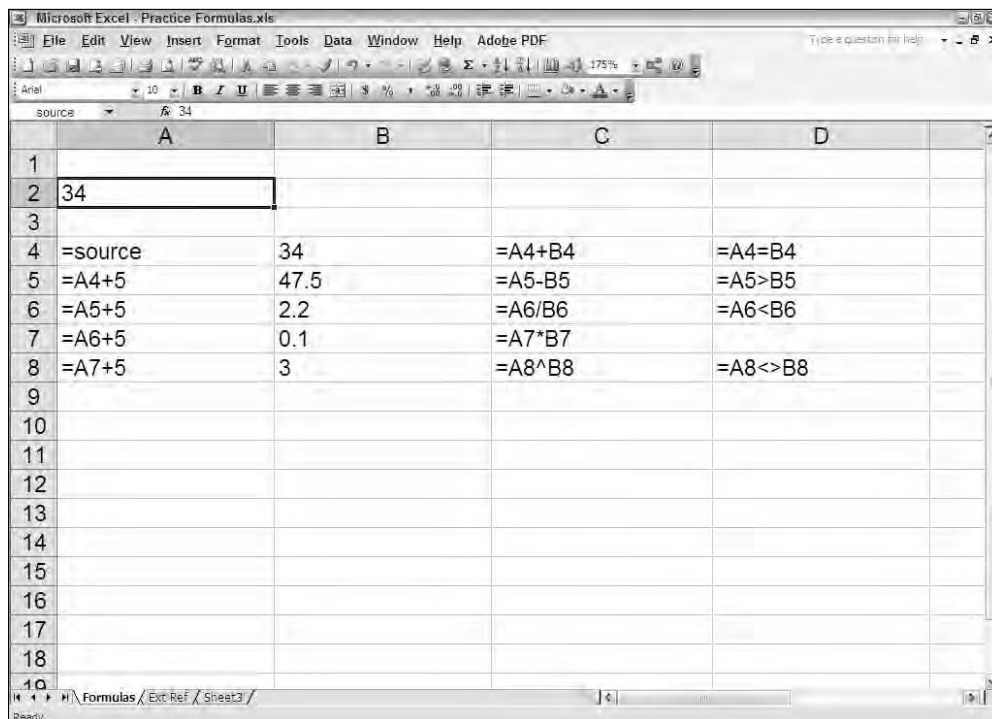 Microsoft Excel - Practice Formulas.xls
File Edit View Insert Format Tools Data Window Help Adobe PDF Type a question for help
175%
Arial 10 B I U $ % ,
source fx 34
A B C D
1
2 34
3
4 =source 34 =A4+B4 =A4=B4
5 =A4+5 47.5 =A5-B5 =A5>B5
6 =A5+5 2.2 =A6/B6 =A6<B6
7 =A6+5 0.1 =A7*B7
8 =A7+5 3 =A8^B8 =A8<>B8
9
10
11
12
13
14
15
16
17
18
19
Formulas / Ext Ref / Sheet3 /
Ready